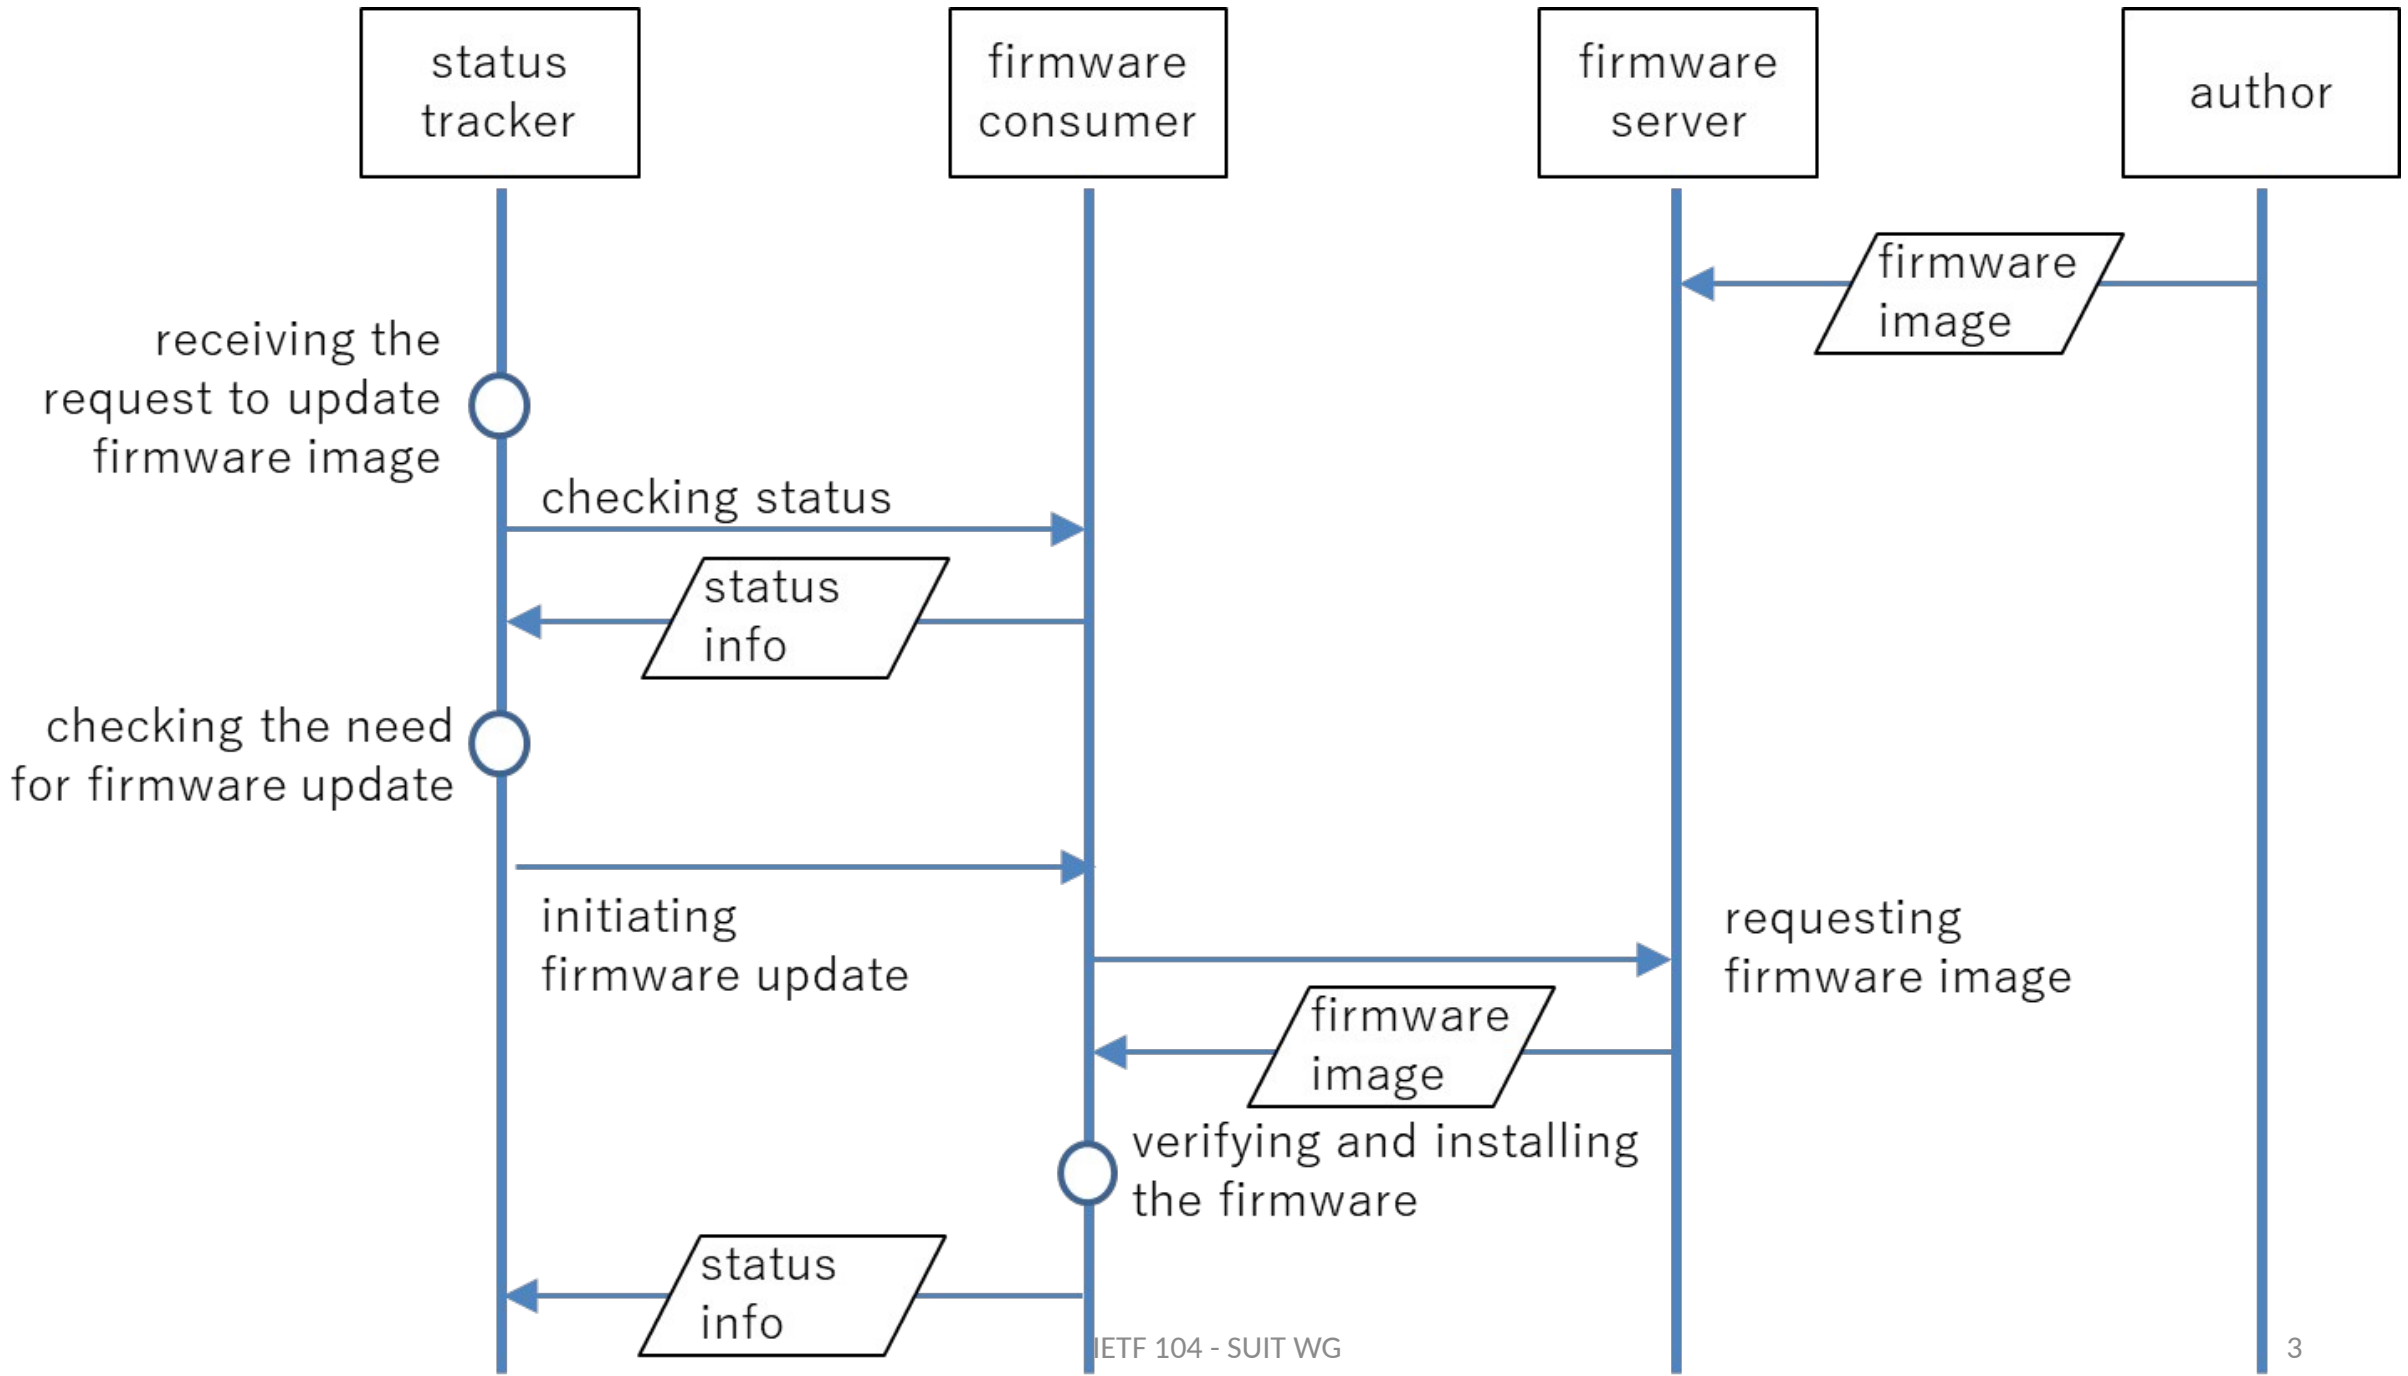 status
tracker
firmware
consumer
firmware
server
author
firmware
image
receiving the
request to update
firmware image
checking status
status
info
checking the need
for firmware update
initiating
firmware update
requesting
firmware image
firmware
image
verifying and installing
the firmware
status
info
IETF 104 - SUIT WG
3